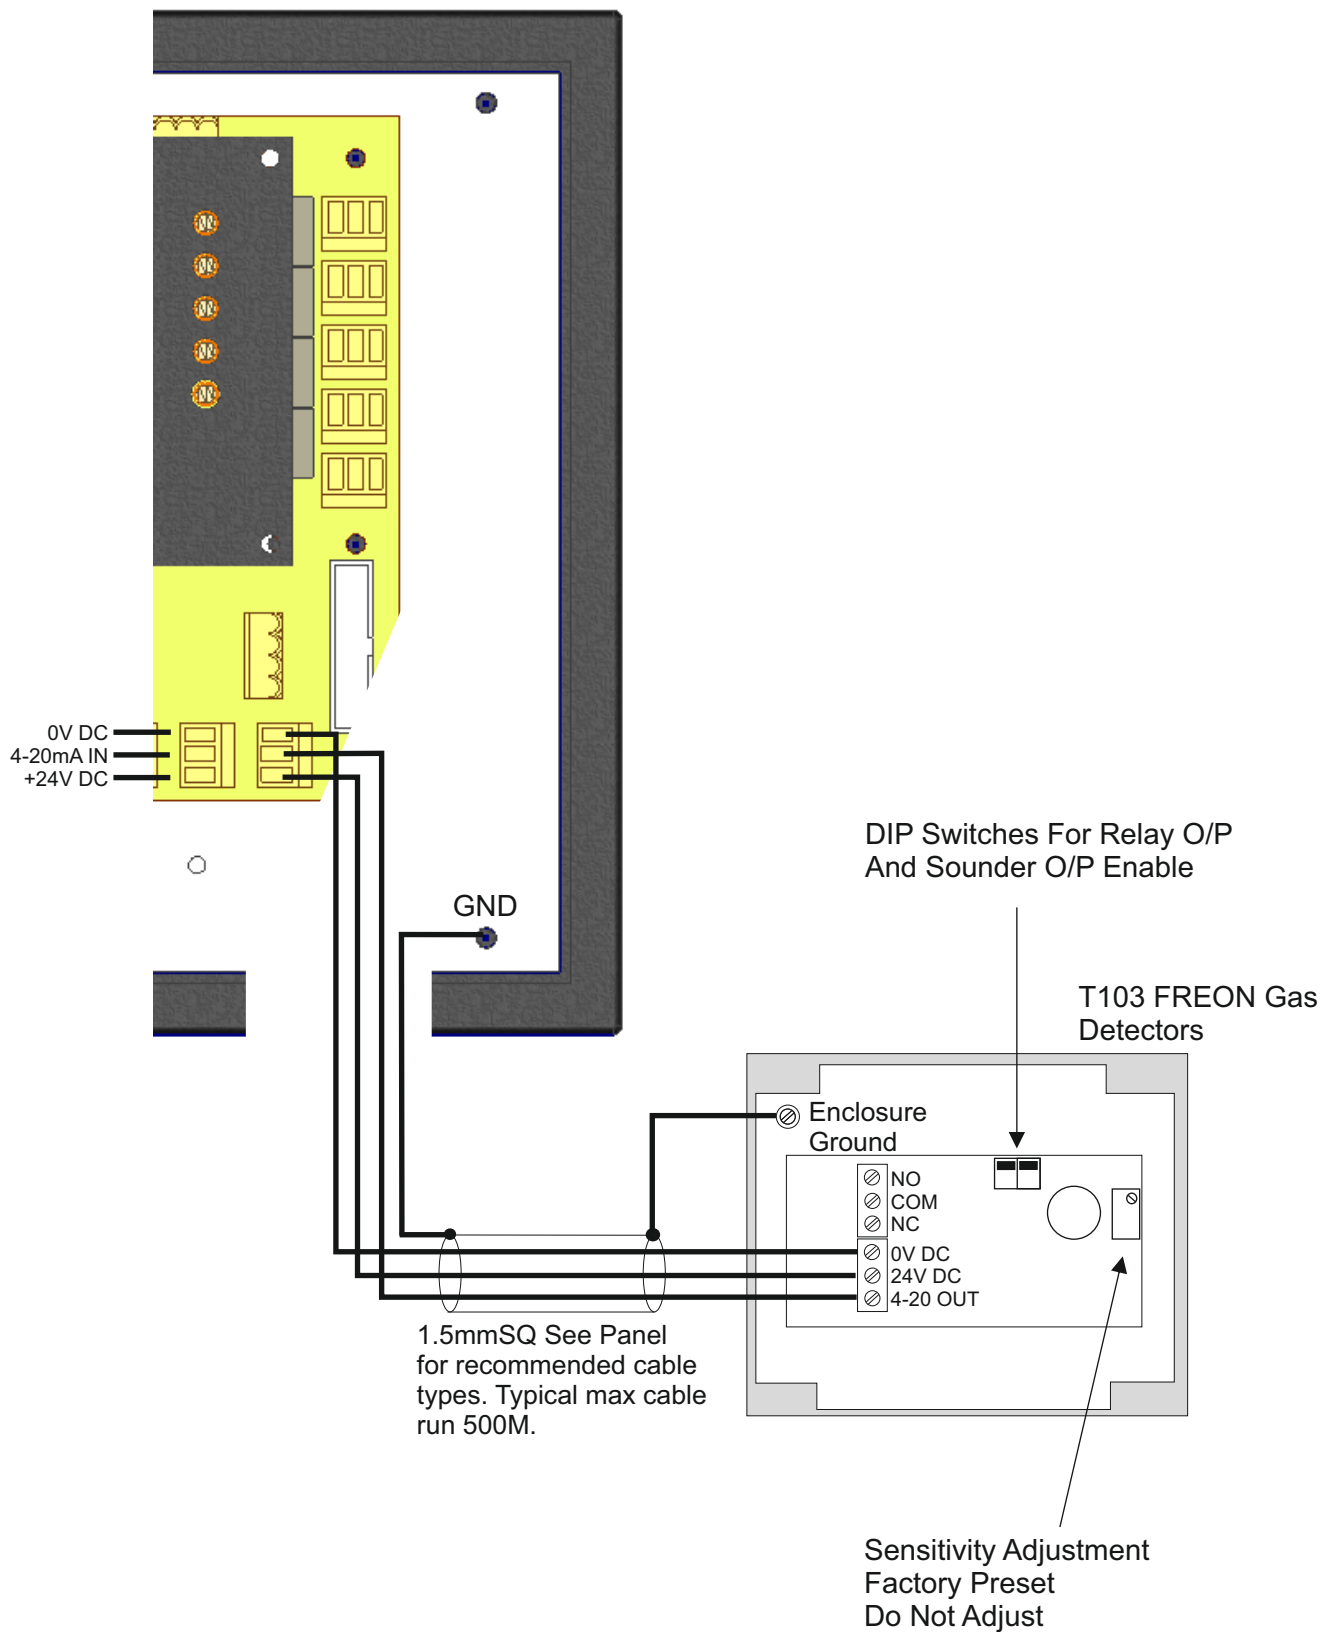 0V DC
4-20mA IN
+24V DC
GND
DIP Switches For Relay O/P
And Sounder O/P Enable
T103 FREON Gas
Detectors
Enclosure
Ground
NO
COM
NC
0V DC
24V DC
4-20 OUT
1.5mmSQ See Panel
for recommended cable
types. Typical max cable
run 500M.
Sensitivity Adjustment
Factory Preset
Do Not Adjust